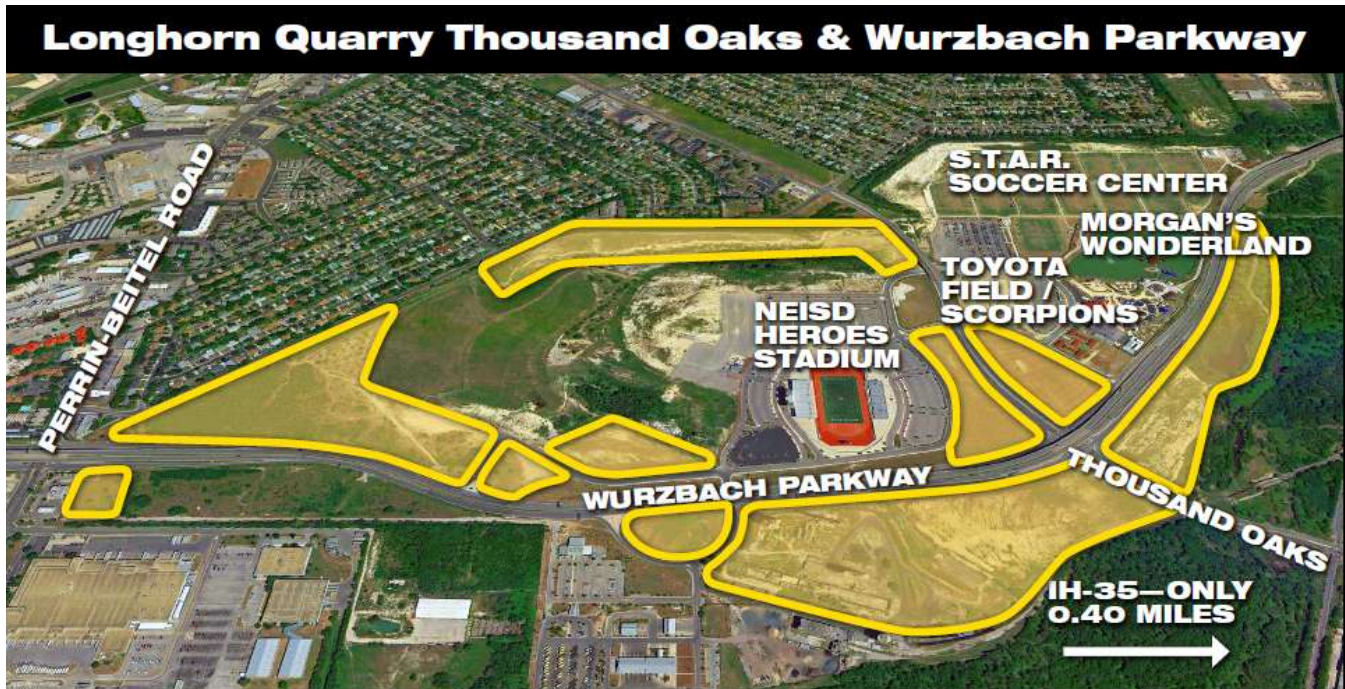 Longhorn Quarry Thousand Oaks & Wurzbach Parkway
PERRIN-BEITEL ROAD
S.T.A.R.
SOCCER CENTER
MORGAN'S
WONDERLAND
TOYOTA
FIELD /
SCORPIONS
NEISD
HEROES
STADIUM
WURZBACH PARKWAY
THOUSAND OAKS
IH-35—ONLY
0.40 MILES